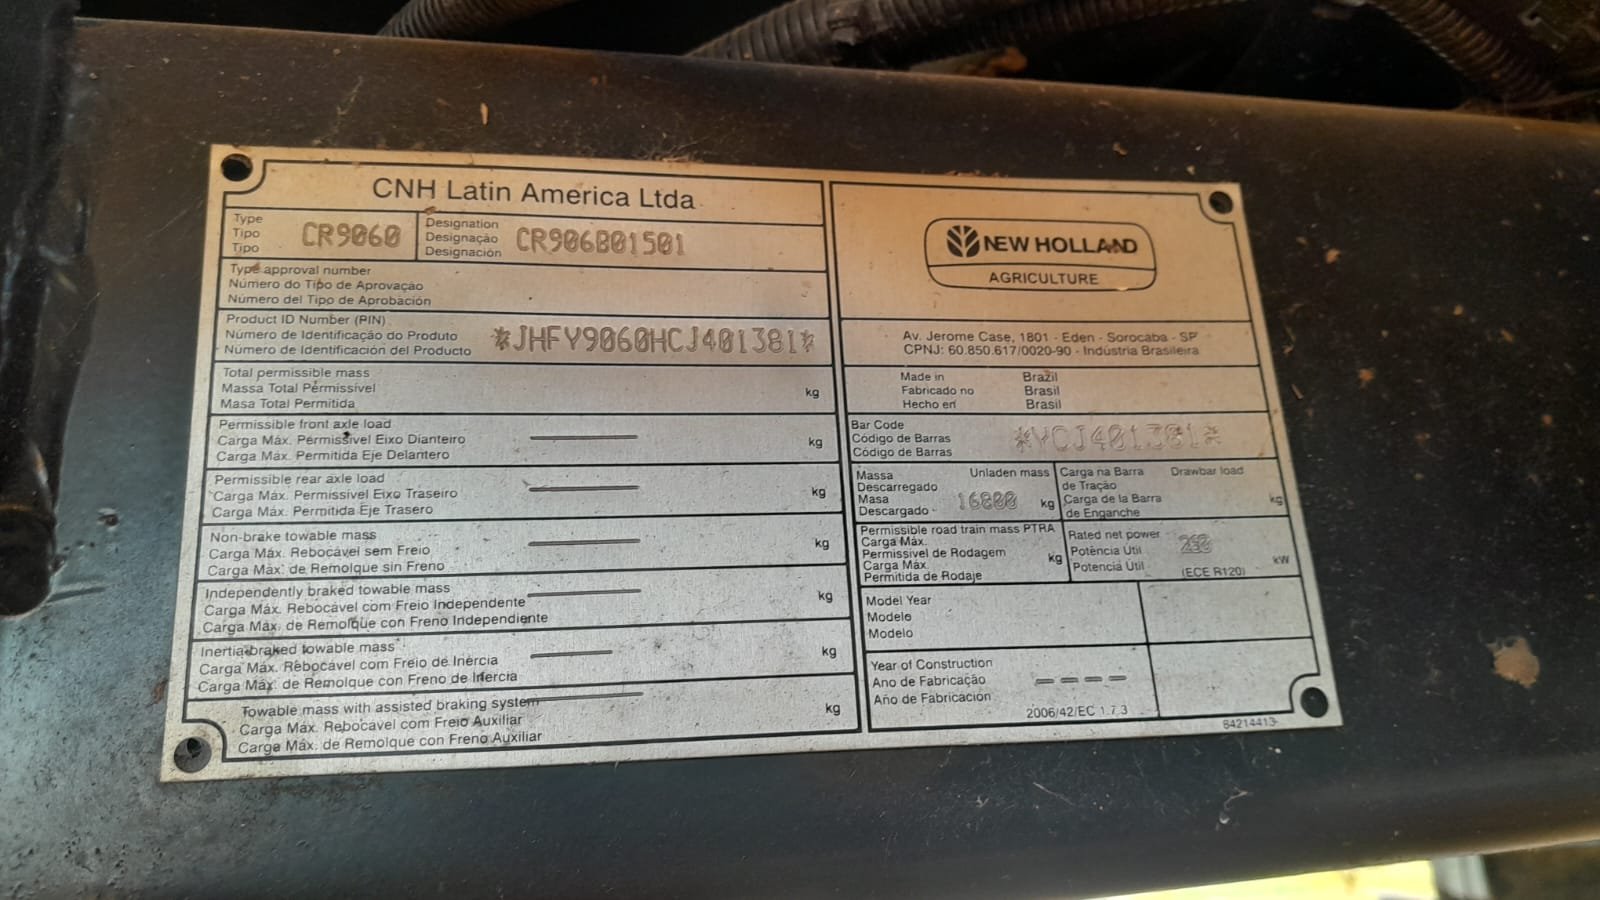 CNH Latin America Ltda
Type
Tipo
Tipo
CR9060
Designation
Designação
Designación
CR906B01501
Type approval number
Número do Tipo de Aprovação
Número del Tipo de Aprobación
Product ID Number (PIN)
Número de Identificação do Produto
Número de Identificación del Producto
*JHFY9060HCJ401381*
Total permissible mass
Massa Total Permissível
Masa Total Permitida
kg
Permissible front axle load
Carga Máx. Permissível Eixo Dianteiro
Carga Máx. Permitida Eje Delantero
kg
Permissible rear axle load
Carga Máx. Permissível Eixo Traseiro
Carga Máx. Permitida Eje Trasero
kg
Non-brake towable mass
Carga Máx. Rebocável sem Freio
Carga Máx. de Remolque sin Freno
kg
Independently braked towable mass
Carga Máx. Rebocável com Freio Independente
Carga Máx. de Remolque con Freno Independiente
kg
Inertia-braked towable mass
Carga Máx. Rebocável com Freio de Inércia
Carga Máx. de Remolque con Freno de Inercia
kg
Towable mass with assisted braking system
Carga Máx. Rebocavel com Freio Auxiliar
Carga Máx. de Remolque con Freno Auxiliar
kg
NEW HOLLAND
AGRICULTURE
Av. Jerome Case, 1801 - Eden - Sorocaba - SP
CPNJ: 60.850.617/0020-90 - Indústria Brasileira
Made in Brazil
Fabricado no Brasil
Hecho en Brasil
Bar Code
Código de Barras
Código de Barras
*YCJ401381*
Massa
Descarregado
Masa
Descargado
Unladen mass
16800 kg
Carga na Barra
de Tração
Carga de la Barra
de Enganche
Drawbar load
kg
Permissible road train mass PTRA
Carga Máx.
Permissível de Rodagem
Carga Máx.
Permitida de Rodaje
kg
Rated net power
Potência Útil
Potencia Útil
(ECE R120)
kW
Model Year
Modelo
Modelo
Year of Construction
Ano de Fabricação
Año de Fabricación
----
2006/42/EC 1.7.3
84214413